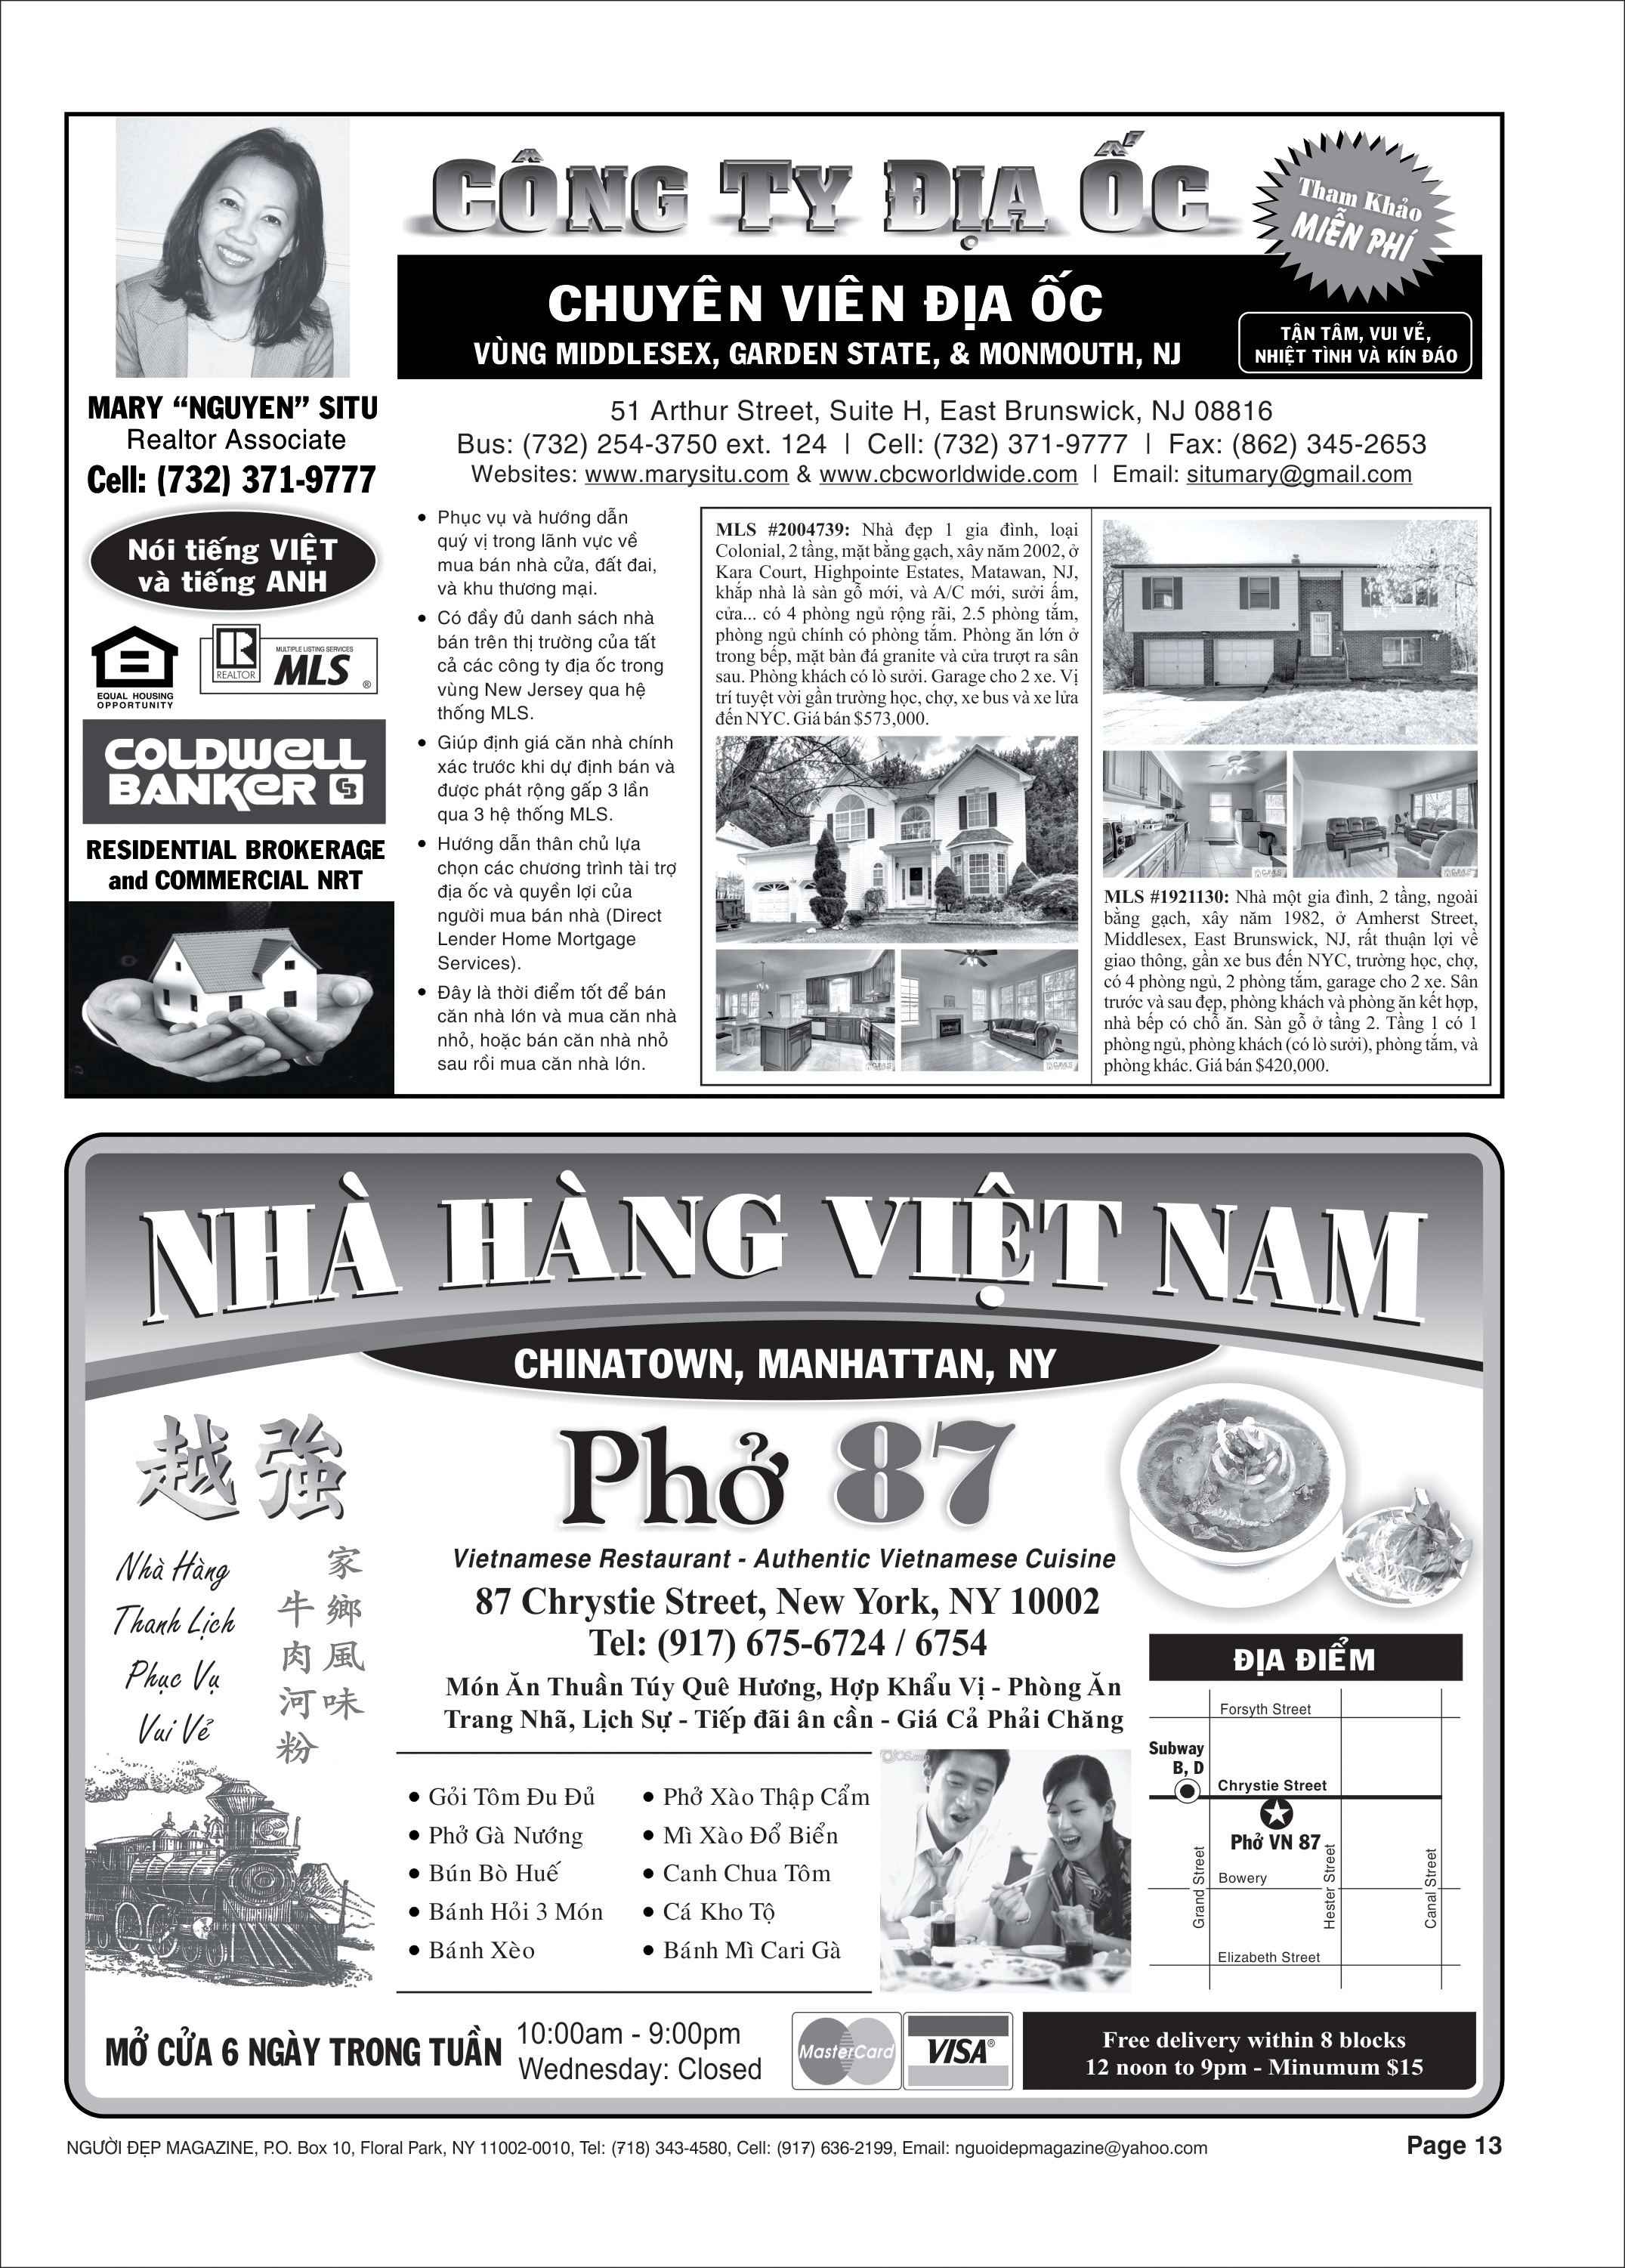 CÔNG TY ĐỊA ỐC
Tham Khảo
MIỄN PHÍ
CHUYÊN VIÊN ĐỊA ỐC
VÙNG MIDDLESEX, GARDEN STATE, & MONMOUTH, NJ
TẬN TÂM, VUI VẺ,
NHIỆT TÌNH VÀ KÍN ĐÁO
MARY “NGUYEN” SITU
Realtor Associate
Cell: (732) 371-9777
Nói tiếng VIỆT
và tiếng ANH
EQUAL HOUSING
OPPORTUNITY
R
REALTOR
MULTIPLE LISTING SERVICES
MLS ®
COLDWELL
BANKER CB
RESIDENTIAL BROKERAGE
and COMMERCIAL NRT
51 Arthur Street, Suite H, East Brunswick, NJ 08816
Bus: (732) 254-3750 ext. 124 | Cell: (732) 371-9777 | Fax: (862) 345-2653
Websites: www.marysitu.com & www.cbcworldwide.com | Email: situmary@gmail.com
• Phục vụ và hướng dẫn
quý vị trong lãnh vực về
mua bán nhà cửa, đất đai,
và khu thương mại.
• Có đầy đủ danh sách nhà
bán trên thị trường của tất
cả các công ty địa ốc trong
vùng New Jersey qua hệ
thống MLS.
• Giúp định giá căn nhà chính
xác trước khi dự định bán và
được phát rộng gấp 3 lần
qua 3 hệ thống MLS.
• Hướng dẫn thân chủ lựa
chọn các chương trình tài trợ
địa ốc và quyền lợi của
người mua bán nhà (Direct
Lender Home Mortgage
Services).
• Đây là thời điểm tốt để bán
căn nhà lớn và mua căn nhà
nhỏ, hoặc bán căn nhà nhỏ
sau rồi mua căn nhà lớn.
MLS #2004739: Nhà đẹp 1 gia đình, loại
Colonial, 2 tầng, mặt bằng gạch, xây năm 2002, ở
Kara Court, Highpointe Estates, Matawan, NJ,
khắp nhà là sàn gỗ mới, và A/C mới, sưởi ấm,
cửa... có 4 phòng ngủ rộng rãi, 2.5 phòng tắm,
phòng ngủ chính có phòng tắm. Phòng ăn lớn ở
trong bếp, mặt bàn đá granite và cửa trượt ra sân
sau. Phòng khách có lò sưởi. Garage cho 2 xe. Vị
trí tuyệt vời gần trường học, chợ, xe bus và xe lửa
đến NYC. Giá bán $573,000.
MLS #1921130: Nhà một gia đình, 2 tầng, ngoài
bằng gạch, xây năm 1982, ở Amherst Street,
Middlesex, East Brunswick, NJ, rất thuận lợi về
giao thông, gần xe bus đến NYC, trường học, chợ,
có 4 phòng ngủ, 2 phòng tắm, garage cho 2 xe. Sân
trước và sau đẹp, phòng khách và phòng ăn kết hợp,
nhà bếp có chỗ ăn. Sàn gỗ ở tầng 2. Tầng 1 có 1
phòng ngủ, phòng khách (có lò sưởi), phòng tắm, và
phòng khác. Giá bán $420,000.
NHÀ HÀNG VIỆT NAM
CHINATOWN, MANHATTAN, NY
越強
Phở 87
Nhà Hàng
Thanh Lịch
Phục Vụ
Vui Vẻ
家鄉風味
牛肉河粉
Vietnamese Restaurant - Authentic Vietnamese Cuisine
87 Chrystie Street, New York, NY 10002
Tel: (917) 675-6724 / 6754
Món Ăn Thuần Túy Quê Hương, Hợp Khẩu Vị - Phòng Ăn
Trang Nhã, Lịch Sự - Tiếp đãi ân cần - Giá Cả Phải Chăng
• Gỏi Tôm Đu Đủ
• Phở Gà Nướng
• Bún Bò Huế
• Bánh Hỏi 3 Món
• Bánh Xèo
• Phở Xào Thập Cẩm
• Mì Xào Đổ Biển
• Canh Chua Tôm
• Cá Kho Tộ
• Bánh Mì Cari Gà
ĐỊA ĐIỂM
Forsyth Street
Subway
B, D
Chrystie Street
Phở VN 87
Bowery
Grand Street
Hester Street
Canal Street
Elizabeth Street
MỞ CỬA 6 NGÀY TRONG TUẦN
10:00am - 9:00pm
Wednesday: Closed
MasterCard
VISA®
Free delivery within 8 blocks
12 noon to 9pm - Minumum $15
NGƯỜI ĐẸP MAGAZINE, P.O. Box 10, Floral Park, NY 11002-0010, Tel: (718) 343-4580, Cell: (917) 636-2199, Email: nguoidepmagazine@yahoo.com
Page 13